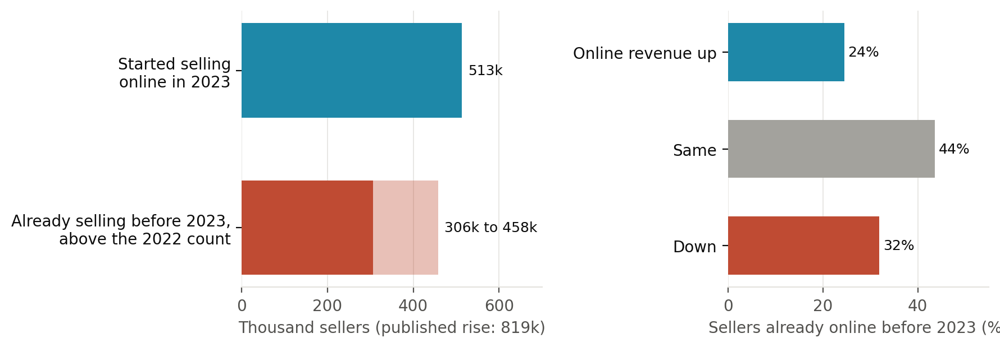 Started selling
online in 2023
513k
Already selling before 2023,
above the 2022 count
306k to 458k
0 200 400 600
Thousand sellers (published rise: 819k)
Online revenue up
24%
Same
44%
Down
32%
0 20 40
Sellers already online before 2023 (%